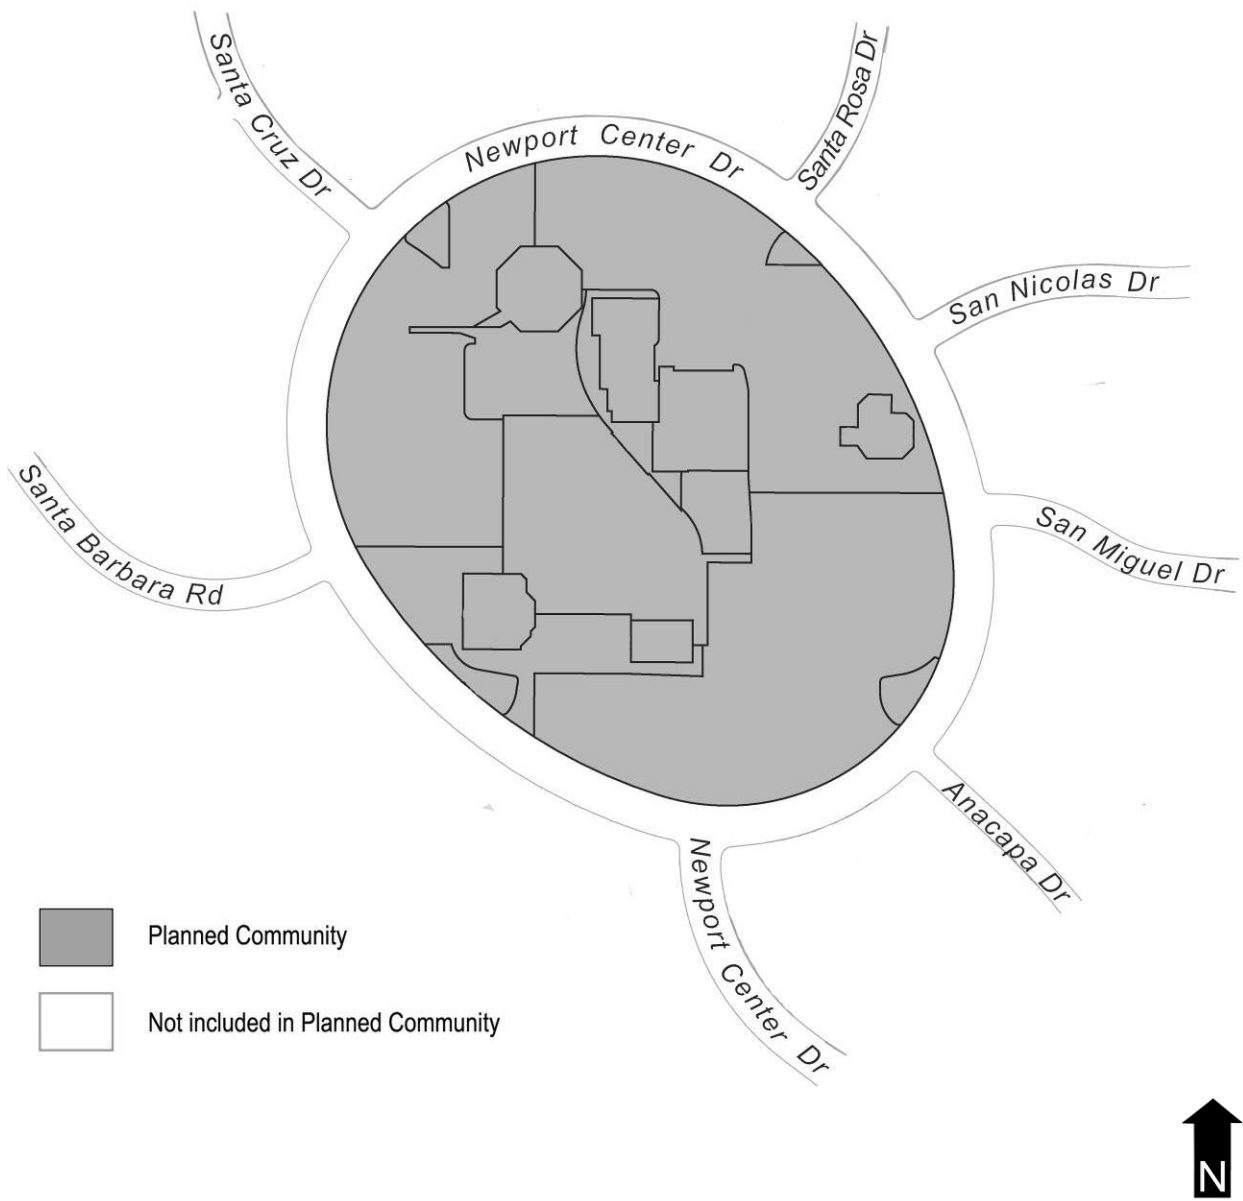 Santa Cruz Dr
Newport Center Dr
Santa Rosa Dr
San Nicolas Dr
San Miguel Dr
Santa Barbara Rd
Anacapa Dr
Newport Center Dr
Planned Community
Not included in Planned Community
N